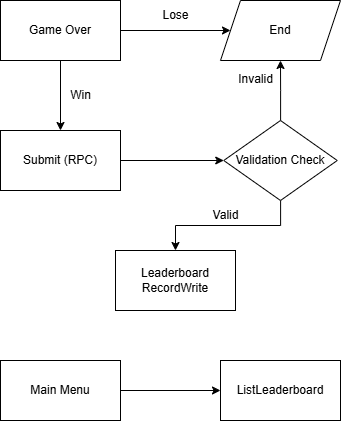 Game Over
Lose
End
Win
Invalid
Submit (RPC)
Validation Check
Valid
Leaderboard
RecordWrite
Main Menu
ListLeaderboard